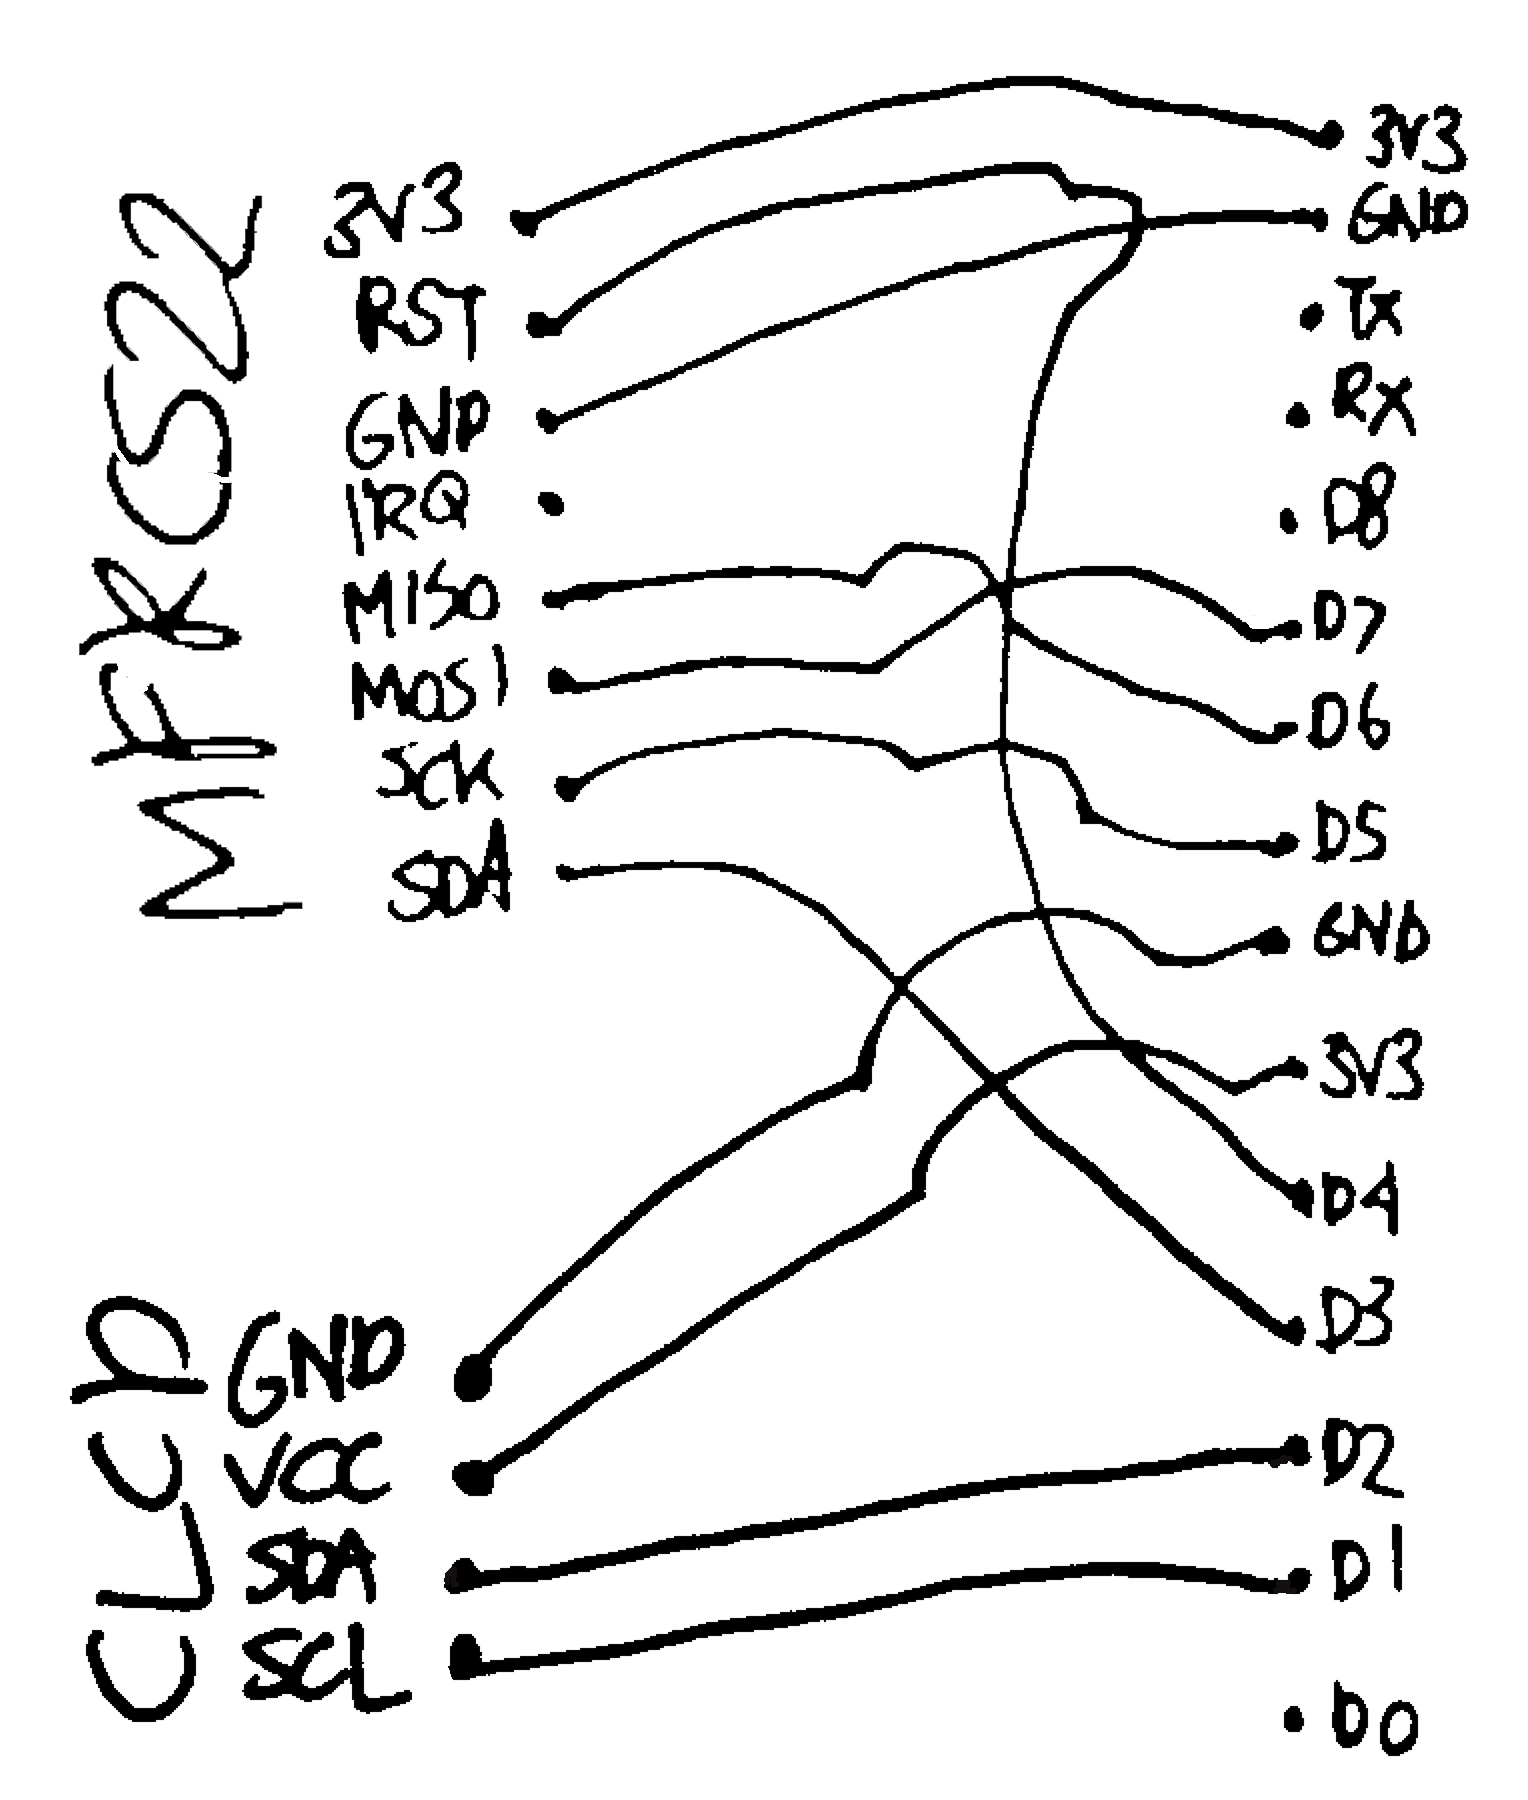 MFRC522
3V3
RST
GND
IRQ
MISO
MOSI
SCK
SDA
CLCD
GND
VCC
SDA
SCL
3V3
GND
Tx
Rx
D8
D7
D6
D5
GND
3V3
D4
D3
D2
D1
D0